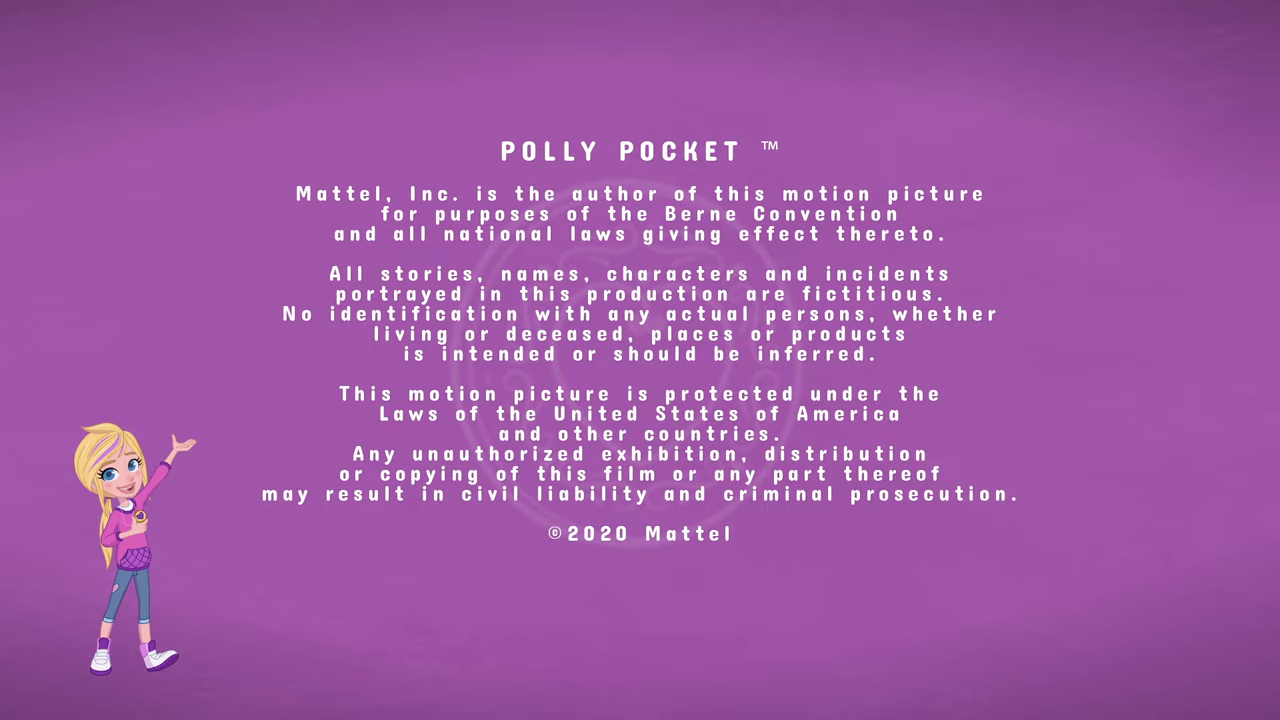 POLLY POCKET ™
Mattel, Inc. is the author of this motion picture
for purposes of the Berne Convention
and all national laws giving effect thereto.
All stories, names, characters and incidents
portrayed in this production are fictitious.
No identification with any actual persons, whether
living or deceased, places or products
is intended or should be inferred.
This motion picture is protected under the
Laws of the United States of America
and other countries.
Any unauthorized exhibition, distribution
or copying of this film or any part thereof
may result in civil liability and criminal prosecution.
©2020 Mattel